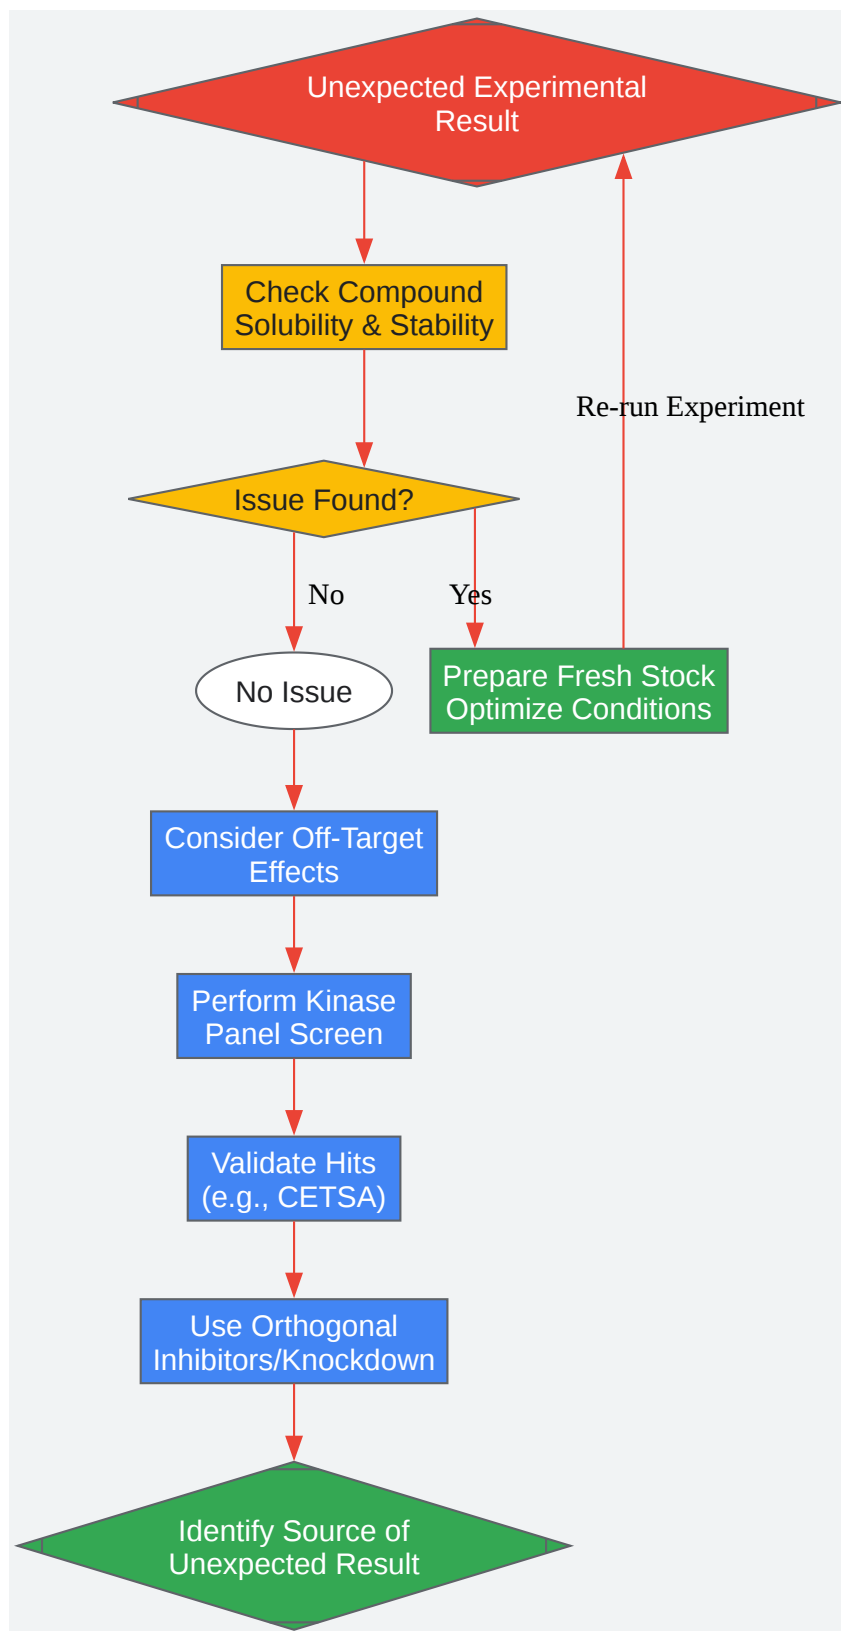 Unexpected Experimental
Result
Check Compound
Solubility & Stability
Re-run Experiment
Issue Found?
No
Yes
No Issue
Prepare Fresh Stock
Optimize Conditions
Consider Off-Target
Effects
Perform Kinase
Panel Screen
Validate Hits
(e.g., CETSA)
Use Orthogonal
Inhibitors/Knockdown
Identify Source of
Unexpected Result